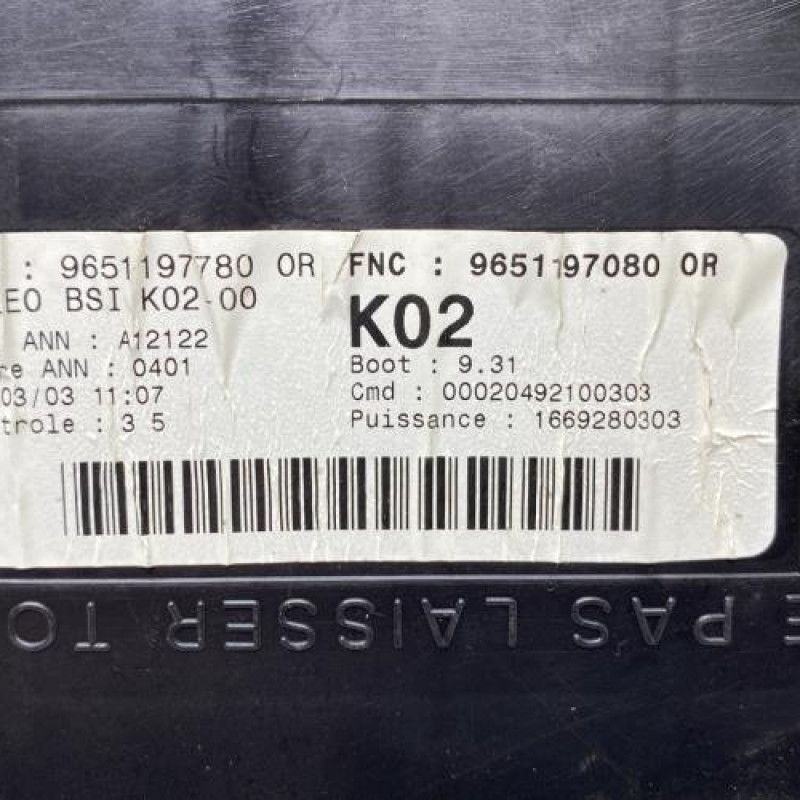 : 9651197780 OR FNC : 9651197080 OR
LEO BSI K02-00
K02
ANN : A12122
re ANN : 0401
Boot : 9.31
03/03 11:07
Cmd : 00020492100303
trole : 3 5
Puissance : 1669280303
E PAS LAISSER TO